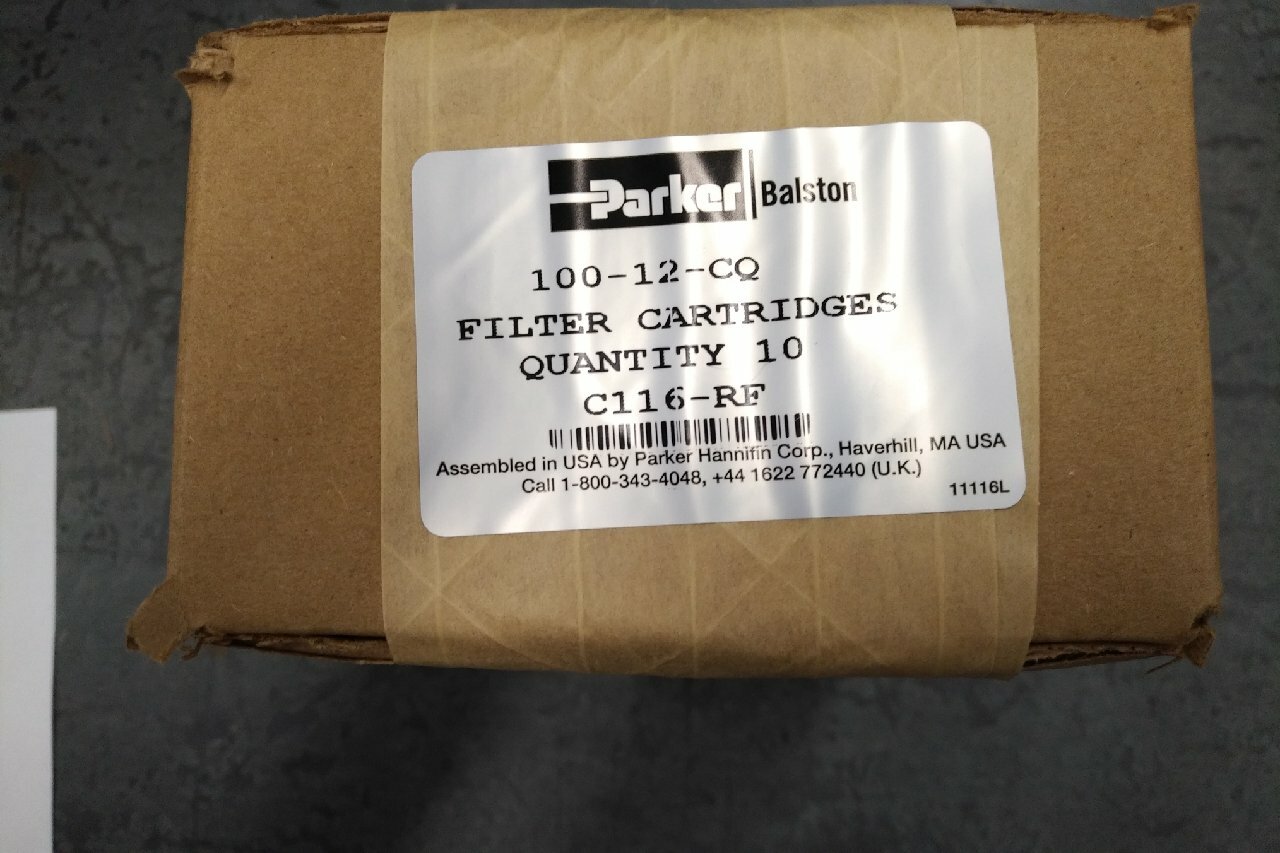 Parker Balston
100-12-CQ
FILTER CARTRIDGES
QUANTITY 10
C116-RF
Assembled in USA by Parker Hannifin Corp., Haverhill, MA USA
Call 1-800-343-4048, +44 1622 772440 (U.K.)
11116L